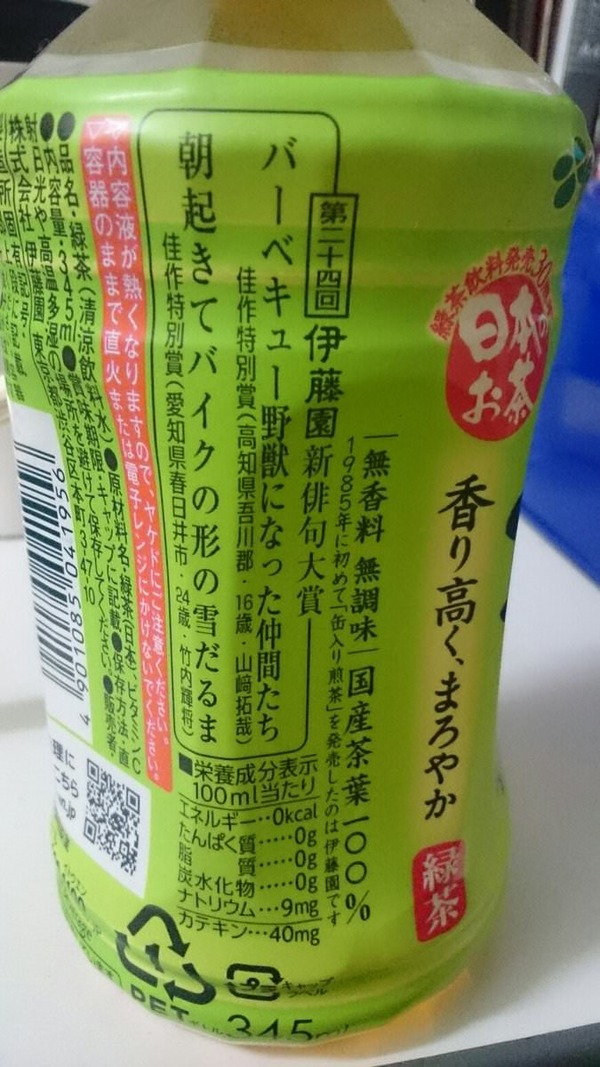 緑茶飲料発売30
日本の
お茶
香り高く、まろやか
緑茶
無香料 無調味 国産茶葉一〇〇%
1985年に初めて「缶入り煎茶」を発売したのは伊藤園です
第二十四回
伊藤園新俳句大賞
バーベキュー野獣になった仲間たち
佳作特別賞(高知県吾川郡・16歳・山﨑拓哉)
朝起きてバイクの形の雪だるま
佳作特別賞(愛知県春日井市・24歳・竹内輝将)
■栄養成分表示
100ml当たり
エネルギー…0kcal
たんぱく質……0g
脂質……0g
炭水化物……0g
ナトリウム…9mg
カテキン…40mg
▽内容液が熱くなりますので、ヤケドにご注意ください。
▽容器のままで直火または電子レンジにかけないでください。
●品名・緑茶(清涼飲料水)●原材料名・緑茶(日本)、ビタミンC
●内容量・345ml●賞味期限・キャップに記載●保存方法・直
射日光や高温多湿の場所を避けて保存してください。●販売者・
株式会社 伊藤園 東京都渋谷区本町3-47-10
4 901085 041956
こちら
1
PET
プラ
キャップ
ラベル
345ml